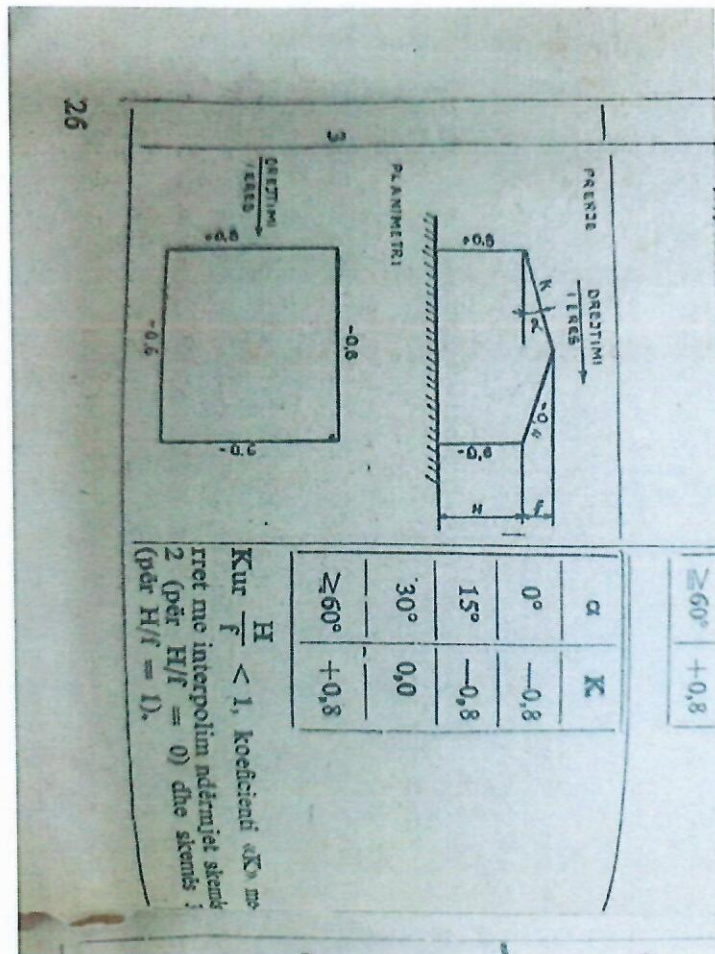 ≥60° +0,8
3
PRERJE
DREJTIMI
I ERES
K
α
-0,4
+0.8
-0,6
H
f
PLANIMETRI
DREJTIMI
I ERES
+0.8
-0,6
-0,6
-0.6
α K
0° —0,8
15° —0,8
30° 0,0
≥60° +0,8
Kur H/f < 1, koeficienti «K»
rret me interpolim ndërmjet
2 (për H/f = 0) dhe skemës
(për H/f = 1).
26